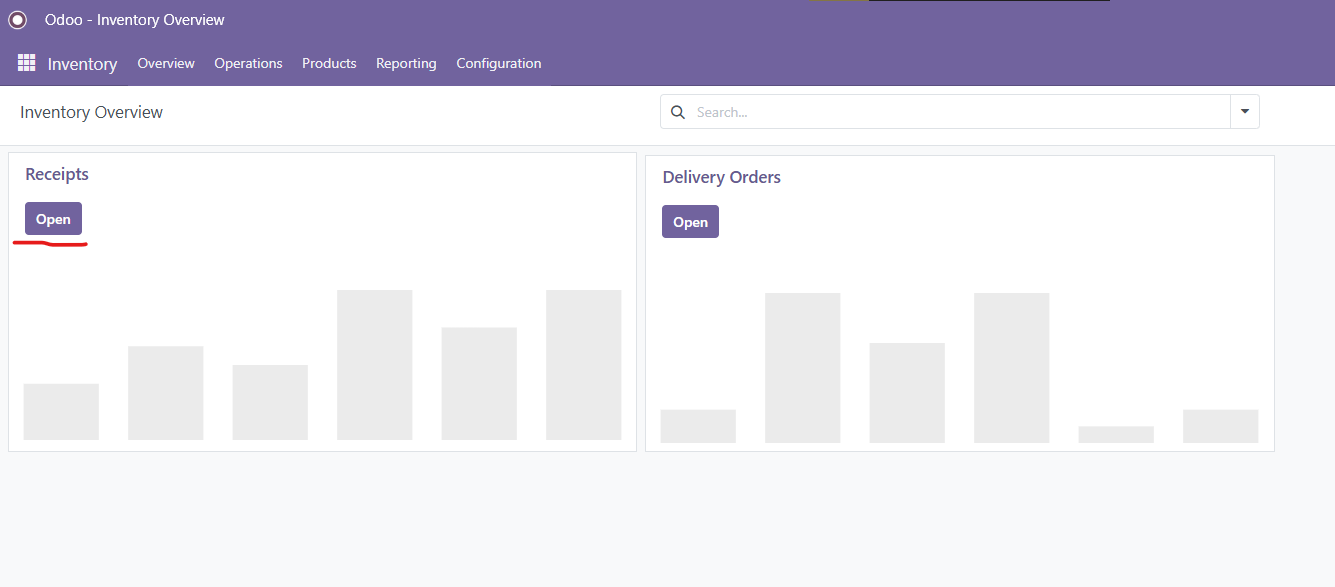 Odoo - Inventory Overview
Inventory Overview Operations Products Reporting Configuration
Inventory Overview
Search...
Receipts
Open
Delivery Orders
Open